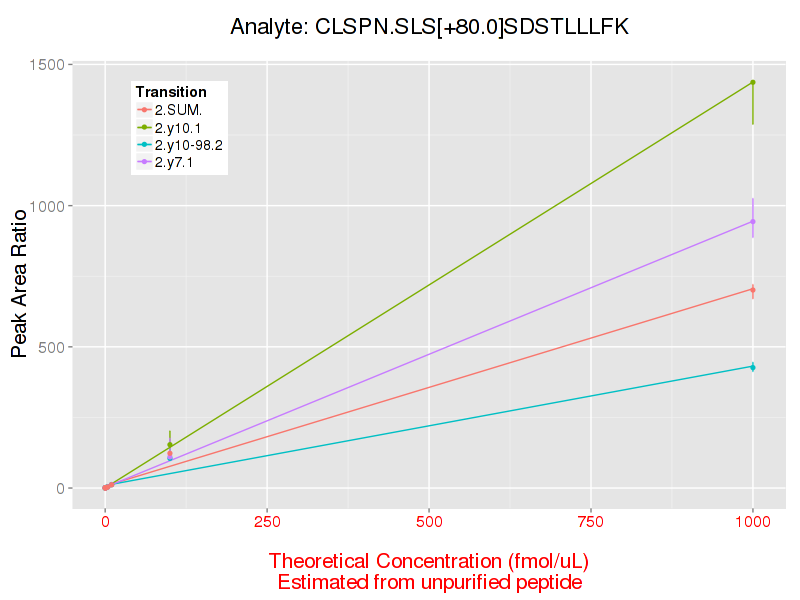 Analyte: CLSPN.SLS[+80.0]SDSTLLLFK
Peak Area Ratio
1500
1000
500
0
Transition
2.SUM.
2.y10.1
2.y10-98.2
2.y7.1
0 250 500 750 1000
Theoretical Concentration (fmol/uL)
Estimated from unpurified peptide